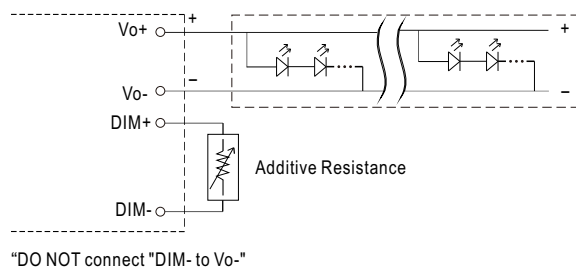 Vo+
+
+
−
Vo-
−
DIM+
Additive Resistance
DIM-
“DO NOT connect "DIM- to Vo-"